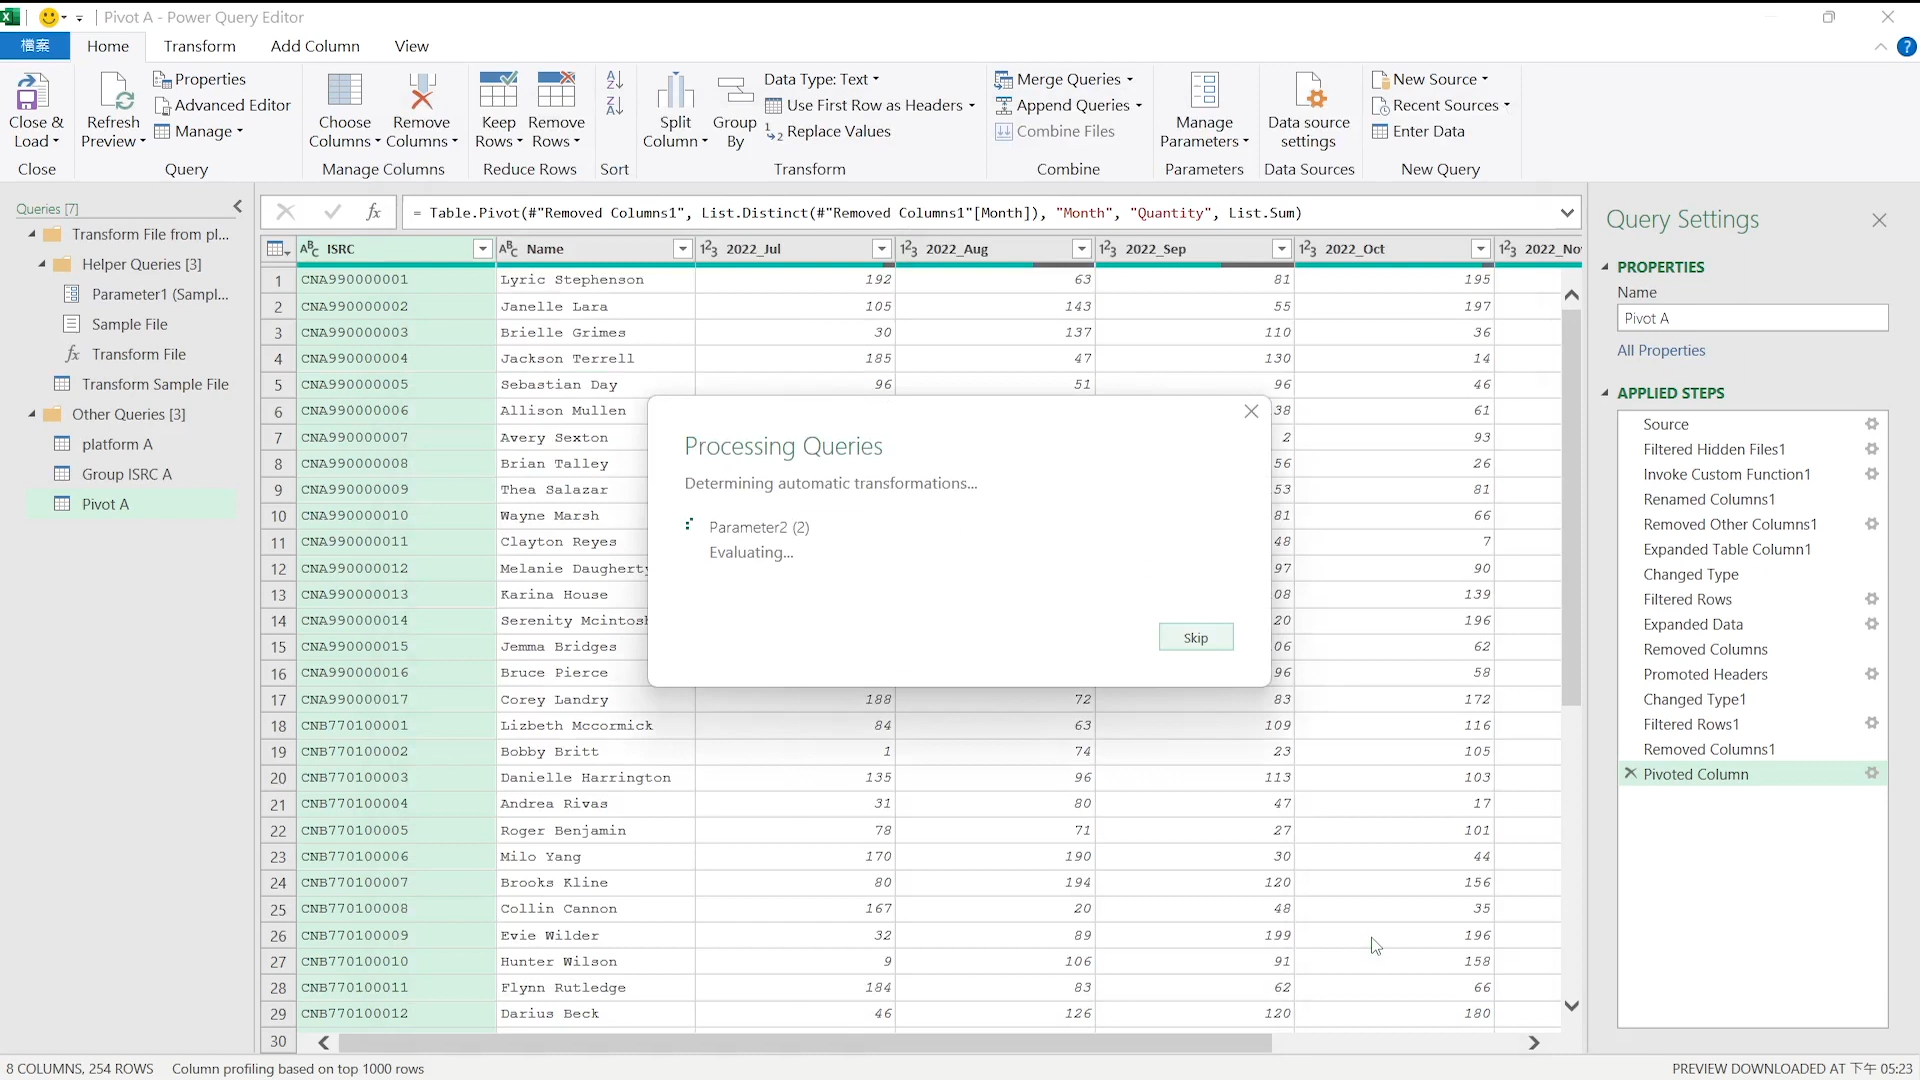 Pivot A - Power Query Editor
檔案
Home
Transform
Add Column
View
?
Close &
Load
Refresh
Preview
Properties
Advanced Editor
Manage
Choose
Columns
Remove
Columns
Keep
Rows
Remove
Rows
Split
Column
Group
By
Data Type: Text
Use First Row as Headers
Replace Values
Merge Queries
Append Queries
Combine Files
Manage
Parameters
Data source
settings
New Source
Recent Sources
Enter Data
Close
Query
Manage Columns
Reduce Rows
Sort
Transform
Combine
Parameters
Data Sources
New Query
Queries [7]
Transform File from pl...
Helper Queries [3]
Parameter1 (Sampl...
Sample File
fx Transform File
Transform Sample File
Other Queries [3]
platform A
Group ISRC A
Pivot A
fx
= Table.Pivot(#"Removed Columns1", List.Distinct(#"Removed Columns1"[Month]), "Month", "Quantity", List.Sum)
ISRC Name 2022_Jul 2022_Aug 2022_Sep 2022_Oct 2022_No
1 CNA990000001 Lyric Stephenson 192 63 81 195
2 CNA990000002 Janelle Lara 105 143 55 197
3 CNA990000003 Brielle Grimes 30 137 110 36
4 CNA990000004 Jackson Terrell 185 47 130 14
5 CNA990000005 Sebastian Day 96 51 96 46
6 CNA990000006 Allison Mullen 38 61
7 CNA990000007 Avery Sexton 2 93
8 CNA990000008 Brian Talley 56 26
9 CNA990000009 Thea Salazar 53 81
10 CNA990000010 Wayne Marsh 81 66
11 CNA990000011 Clayton Reyes 48 7
12 CNA990000012 Melanie Daugherty 97 90
13 CNA990000013 Karina House 08 139
14 CNA990000014 Serenity Mcintosh 20 196
15 CNA990000015 Jemma Bridges 06 62
16 CNA990000016 Bruce Pierce 96 58
17 CNA990000017 Corey Landry 188 72 83 172
18 CNB770100001 Lizbeth Mccormick 84 63 109 116
19 CNB770100002 Bobby Britt 1 74 23 105
20 CNB770100003 Danielle Harrington 135 96 113 103
21 CNB770100004 Andrea Rivas 31 80 47 17
22 CNB770100005 Roger Benjamin 78 71 27 101
23 CNB770100006 Milo Yang 170 190 30 44
24 CNB770100007 Brooks Kline 80 194 120 156
25 CNB770100008 Collin Cannon 167 20 48 35
26 CNB770100009 Evie Wilder 32 89 199 196
27 CNB770100010 Hunter Wilson 9 106 91 158
28 CNB770100011 Flynn Rutledge 184 83 62 66
29 CNB770100012 Darius Beck 46 126 120 180
30
Processing Queries
Determining automatic transformations...
Parameter2 (2)
Evaluating...
Skip
Query Settings
PROPERTIES
Name
Pivot A
All Properties
APPLIED STEPS
Source
Filtered Hidden Files1
Invoke Custom Function1
Renamed Columns1
Removed Other Columns1
Expanded Table Column1
Changed Type
Filtered Rows
Expanded Data
Removed Columns
Promoted Headers
Changed Type1
Filtered Rows1
Removed Columns1
Pivoted Column
8 COLUMNS, 254 ROWS
Column profiling based on top 1000 rows
PREVIEW DOWNLOADED AT 下午 05:23